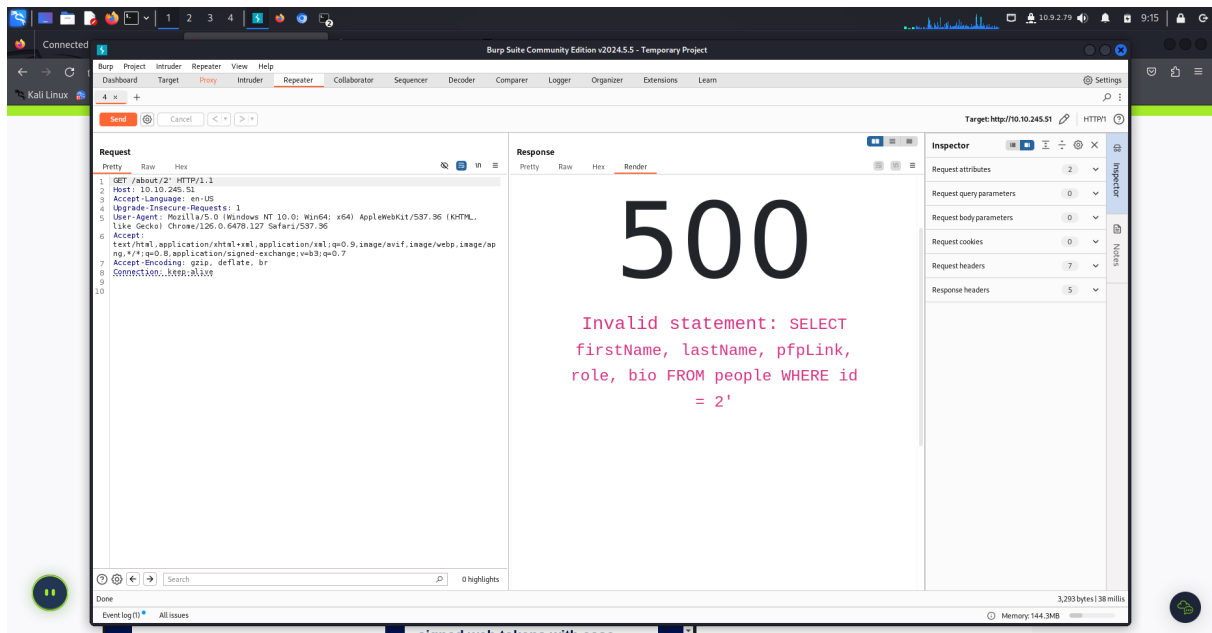 1 2 3 4
10.9.2.79
9:15
Connected
Burp Suite Community Edition v2024.5.5 - Temporary Project
Burp Project Intruder Repeater View Help
Dashboard Target Proxy Intruder Repeater Collaborator Sequencer Decoder Comparer Logger Organizer Extensions Learn
Settings
Kali Linux
4 × +
Send Cancel < >
Target: http://10.10.245.51 HTTP/1
Request
Pretty Raw Hex
\n
1 GET /about/2' HTTP/1.1
2 Host: 10.10.245.51
3 Accept-Language: en-US
4 Upgrade-Insecure-Requests: 1
5 User-Agent: Mozilla/5.0 (Windows NT 10.0; Win64; x64) AppleWebKit/537.36 (KHTML,
like Gecko) Chrome/126.0.6478.127 Safari/537.36
6 Accept:
text/html,application/xhtml+xml,application/xml;q=0.9,image/avif,image/webp,image/ap
ng,*/*;q=0.8,application/signed-exchange;v=b3;q=0.7
7 Accept-Encoding: gzip, deflate, br
8 Connection: keep-alive
9
10
Search
0 highlights
Response
Pretty Raw Hex Render
\n
500
Invalid statement: SELECT
firstName, lastName, pfpLink,
role, bio FROM people WHERE id
= 2'
Inspector
Request attributes 2
Request query parameters 0
Request body parameters 0
Request cookies 0
Request headers 7
Response headers 5
Inspector
Notes
Done
3,293 bytes | 38 millis
Event log (1) All issues
Memory: 144.3MB
signed web tokens with